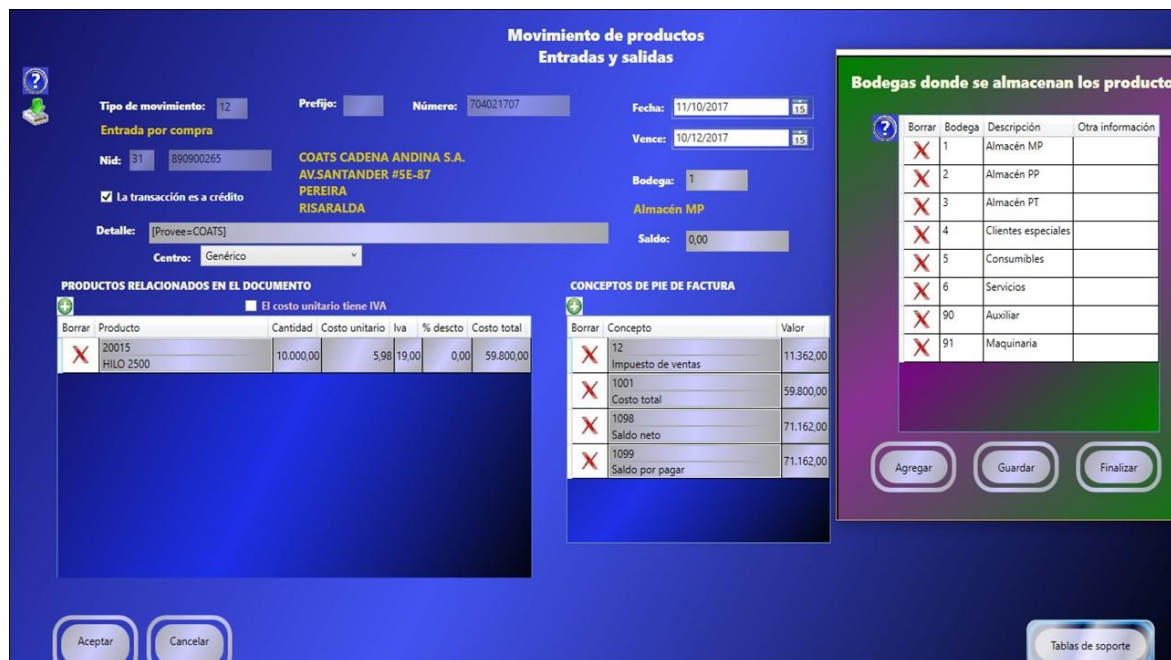 Movimiento de productos
Entradas y salidas
Tipo de movimiento: 12 Prefijo: Número: 704021707 Fecha: 11/10/2017 15
Entrada por compra
Vence: 10/12/2017 15
Nid: 31 890900265 COATS CADENA ANDINA S.A.
AV.SANTANDER #5E-87
PEREIRA
RISARALDA
Bodega: 1
Almacén MP
La transacción es a crédito
Detalle: [Provee=COATS] Saldo: 0,00
Centro: Genérico
PRODUCTOS RELACIONADOS EN EL DOCUMENTO
El costo unitario tiene IVA
Borrar Producto Cantidad Costo unitario Iva % descto Costo total
20015
HILO 2500 10.000,00 5,98 19,00 0,00 59.800,00
CONCEPTOS DE PIE DE FACTURA
Borrar Concepto Valor
12
Impuesto de ventas 11.362,00
1001
Costo total 59.800,00
1098
Saldo neto 71.162,00
1099
Saldo por pagar 71.162,00
Bodegas donde se almacenan los producto
Borrar Bodega Descripción Otra información
1 Almacén MP
2 Almacén PP
3 Almacén PT
4 Clientes especiales
5 Consumibles
6 Servicios
90 Auxiliar
91 Maquinaria
Agregar Guardar Finalizar
Aceptar Cancelar Tablas de soporte